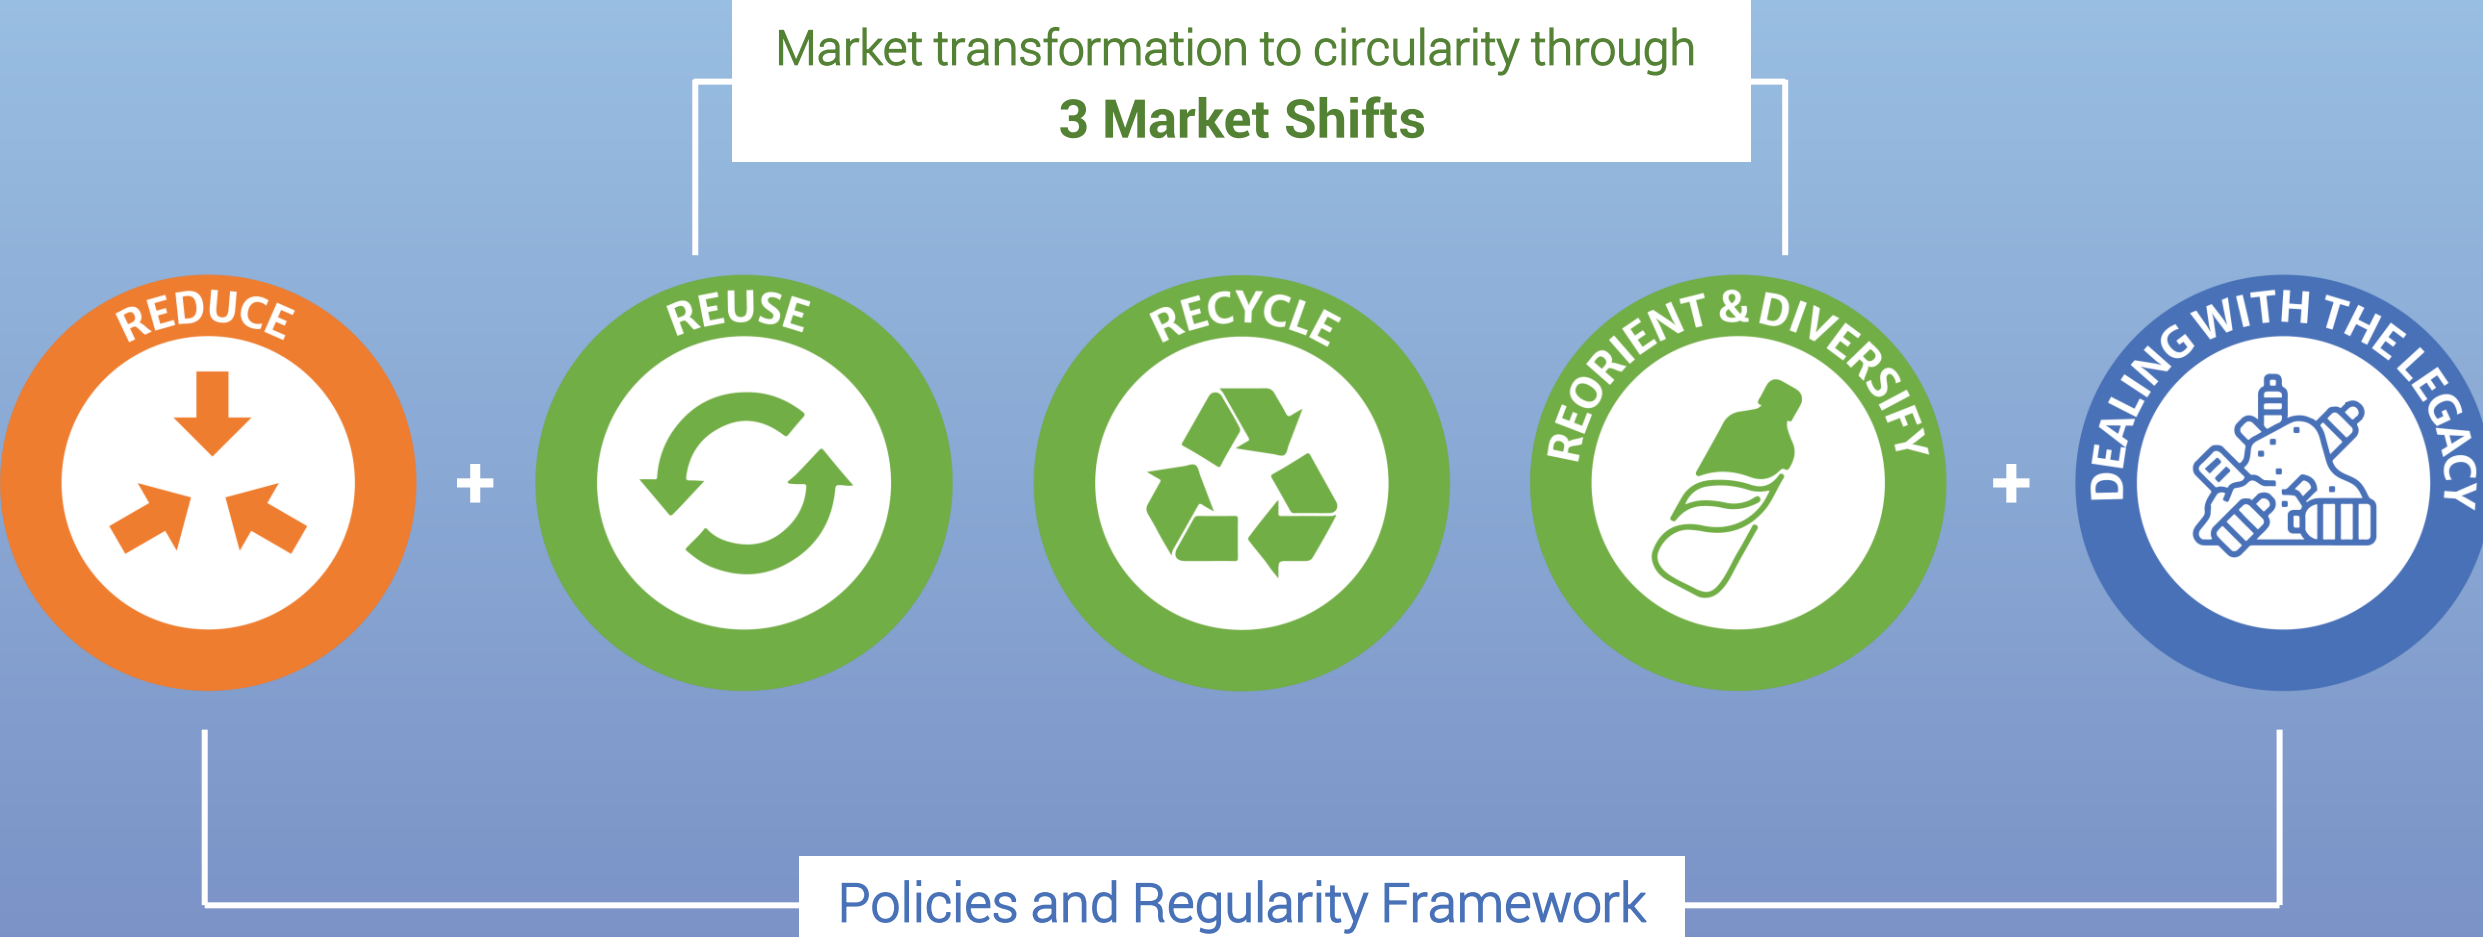 Market transformation to circularity through
3 Market Shifts
REDUCE
+
REUSE
RECYCLE
REORIENT & DIVERSIFY
+
DEALING WITH THE LEGACY
Policies and Regularity Framework